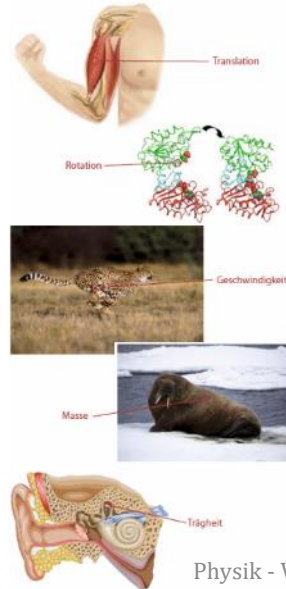 Translation
Rotation
Geschwindigkeit
Masse
Trägheit
Physik - W